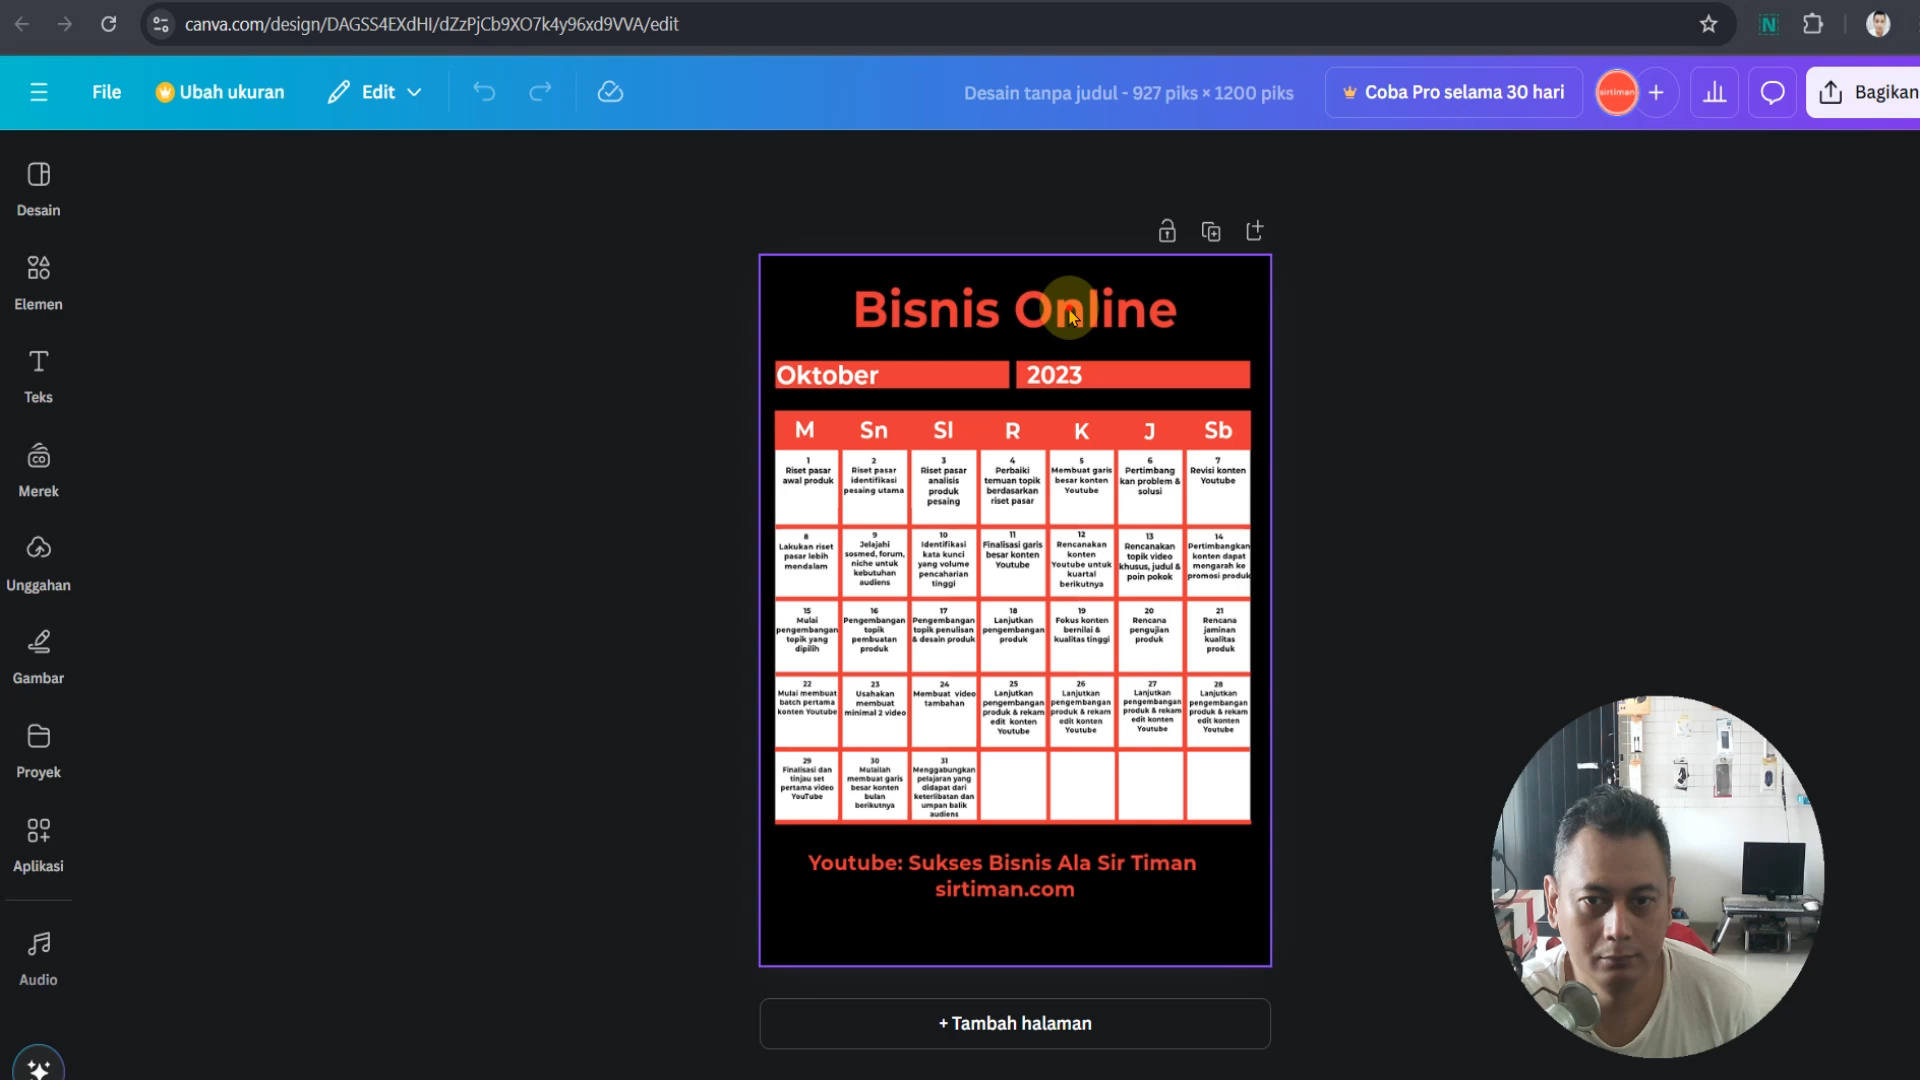 canva.com/design/DAGSS4EXdHI/dZzPjCb9XO7k4y96xd9VVA/edit
N
File
Ubah ukuran
Edit
Desain tanpa judul - 927 piks × 1200 piks
Coba Pro selama 30 hari
sirtiman
Bagikan
Desain
Elemen
Teks
Merek
Unggahan
Gambar
Proyek
Aplikasi
Audio
Bisnis Online
Oktober 2023
M Sn Sl R K J Sb
1
Riset pasar
awal produk
2
Riset pasar
identifikasi
pesaing utama
3
Riset pasar
analisis
produk
pesaing
4
Perbaiki
temuan topik
berdasarkan
riset pasar
5
Membuat garis
besar konten
Youtube
6
Pertimbang
kan problem &
solusi
7
Revisi konten
Youtube
8
Lakukan riset
pasar lebih
mendalam
9
Jelajahi
sosmed, forum,
niche untuk
kebutuhan
audiens
10
Identifikasi
kata kunci
yang volume
pencaharian
tinggi
11
Finalisasi garis
besar konten
Youtube
12
Rencanakan
konten
Youtube untuk
kuartal
berikutnya
13
Rencanakan
topik video
khusus, judul &
poin pokok
14
Pertimbangkan
konten dapat
mengarah ke
promosi produk
15
Mulai
pengembangan
topik yang
dipilih
16
Pengembangan
topik
pembuatan
produk
17
Pengembangan
topik penulisan
& desain produk
18
Lanjutkan
pengembangan
produk
19
Fokus konten
bernilai &
kualitas tinggi
20
Rencana
pengujian
produk
21
Rencana
jaminan
kualitas
produk
22
Mulai membuat
batch pertama
konten Youtube
23
Usahakan
membuat
minimal 2 video
24
Membuat video
tambahan
25
Lanjutkan
pengembangan
produk & rekam
edit konten
Youtube
26
Lanjutkan
pengembangan
produk & rekam
edit konten
Youtube
27
Lanjutkan
pengembangan
produk & rekam
edit konten
Youtube
28
Lanjutkan
pengembangan
produk & rekam
edit konten
Youtube
29
Finalisasi dan
tinjau set
pertama video
YouTube
30
Mulailah
membuat garis
besar konten
bulan
berikutnya
31
Menggabungkan
pelajaran yang
didapat dari
keterlibatan dan
umpan balik
audiens
Youtube: Sukses Bisnis Ala Sir Timan
sirtiman.com
+ Tambah halaman